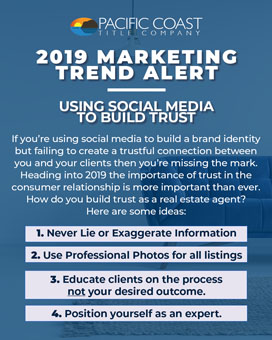 PACIFIC COAST
TITLE COMPANY
2019 MARKETING
TREND ALERT
USING SOCIAL MEDIA
TO BUILD TRUST
If you're using social media to build a brand identity
but failing to create a trustful connection between
you and your clients then you're missing the mark.
Heading into 2019 the importance of trust in the
consumer relationship is more important than ever.
How do you build trust as a real estate agent?
Here are some ideas:
1. Never Lie or Exaggerate Information
2. Use Professional Photos for all listings
3. Educate clients on the process
not your desired outcome.
4. Position yourself as an expert.